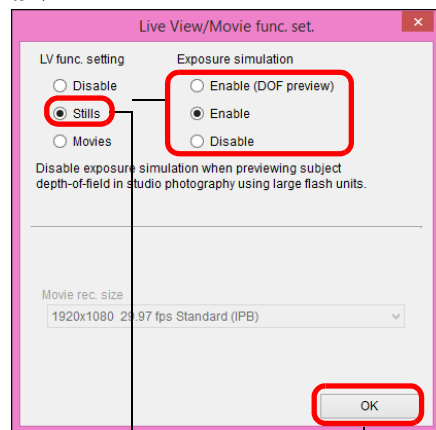 Live View/Movie func. set.
×
LV func. setting Exposure simulation
Disable Enable (DOF preview)
Stills Enable
Movies Disable
Disable exposure simulation when previewing subject
depth-of-field in studio photography using large flash units.
Movie rec. size
1920x1080 29.97 fps Standard (IPB)
OK